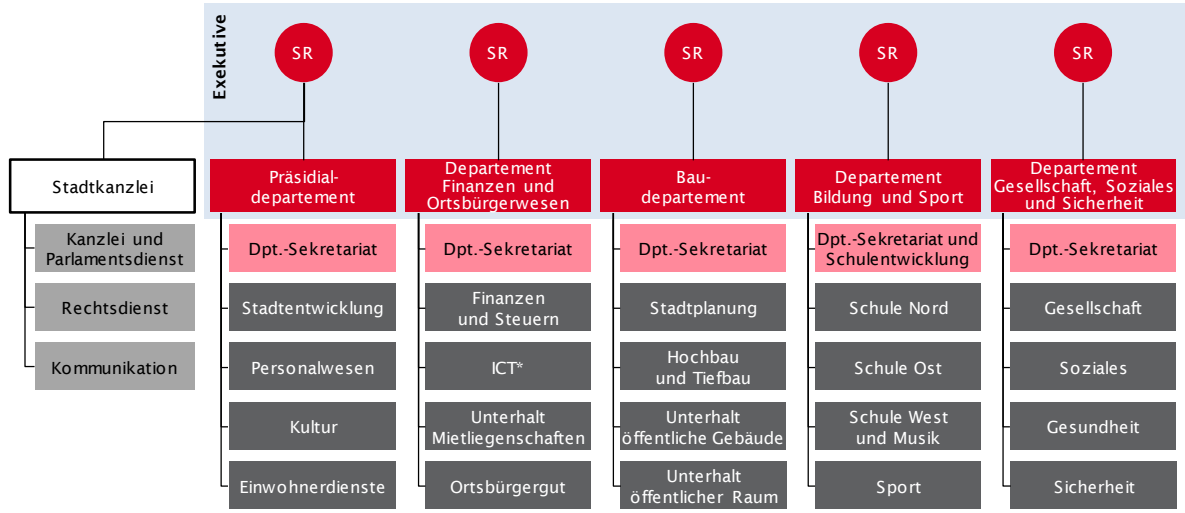 Exekutive
SR
SR
SR
SR
SR
Stadtkanzlei
Kanzlei und
Parlamentsdienst
Rechtsdienst
Kommunikation
Präsidial-
departement
Dpt.-Sekretariat
Stadtentwicklung
Personalwesen
Kultur
Einwohnerdienste
Departement
Finanzen und
Ortsbürgerwesen
Dpt.-Sekretariat
Finanzen
und Steuern
ICT*
Unterhalt
Mietliegenschaften
Ortsbürgergut
Bau-
departement
Dpt.-Sekretariat
Stadtplanung
Hochbau
und Tiefbau
Unterhalt
öffentliche Gebäude
Unterhalt
öffentlicher Raum
Departement
Bildung und Sport
Dpt.-Sekretariat und
Schulentwicklung
Schule Nord
Schule Ost
Schule West
und Musik
Sport
Departement
Gesellschaft, Soziales
und Sicherheit
Dpt.-Sekretariat
Gesellschaft
Soziales
Gesundheit
Sicherheit